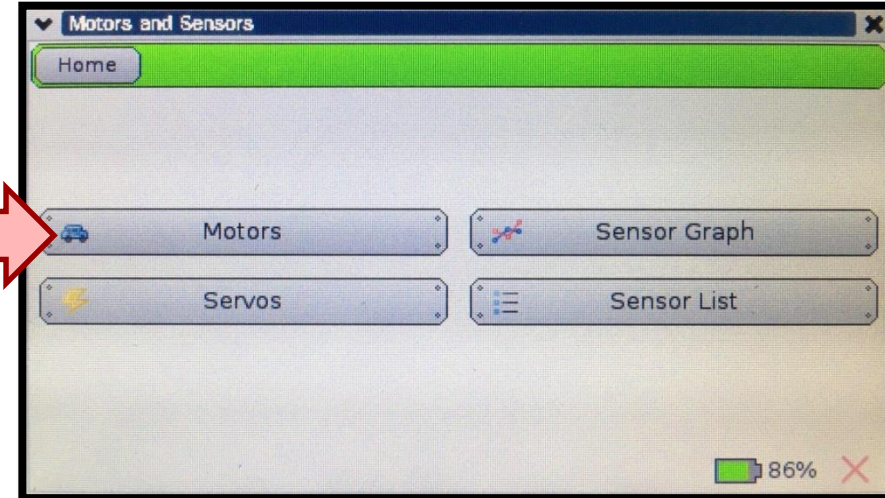 Motors and Sensors
Home
Motors
Sensor Graph
Servos
Sensor List
86%